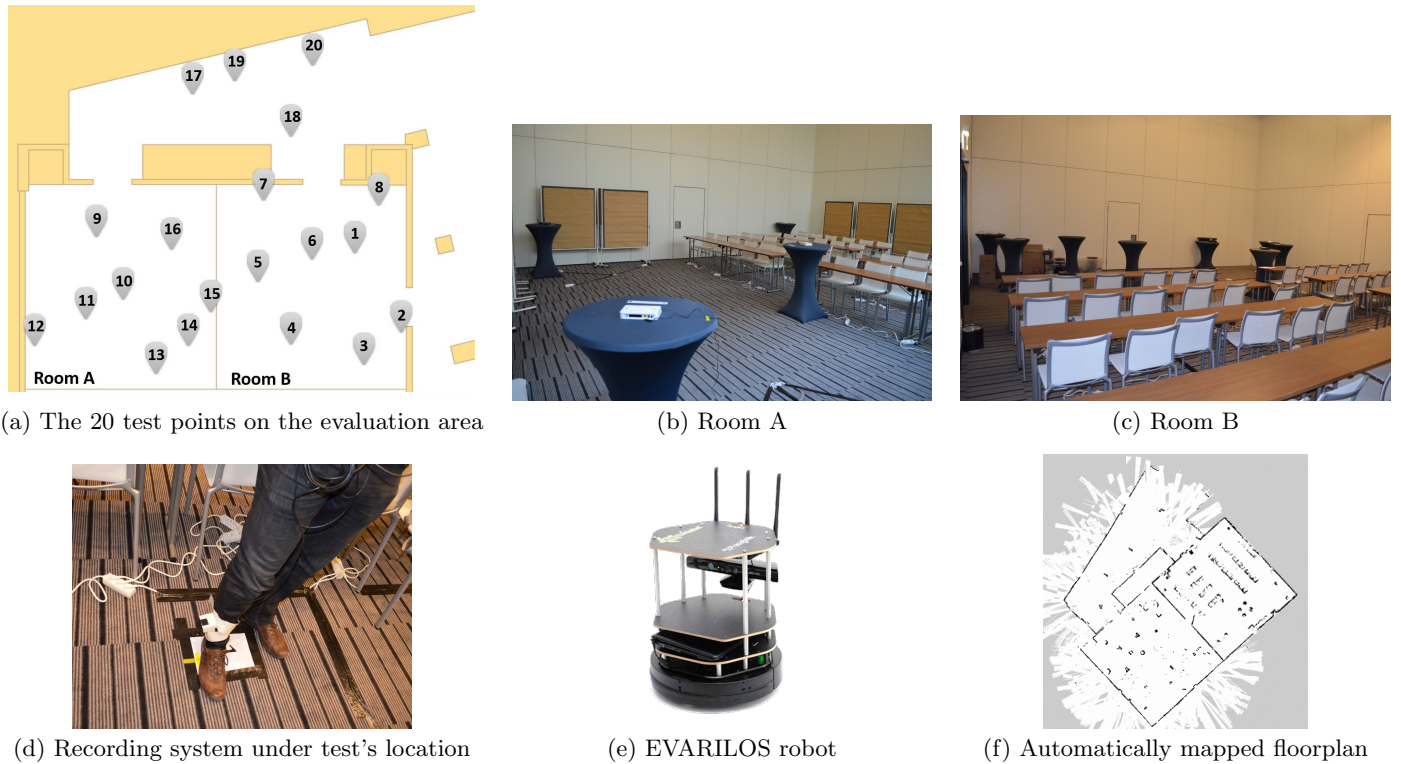 20
19
17
18
7
8
9
16
1
6
5
10
15
11
2
12
14
4
3
13
Room A
Room B
(a) The 20 test points on the evaluation area
(b) Room A
(c) Room B
(d) Recording system under test's location
(e) EVARILOS robot
(f) Automatically mapped floorplan